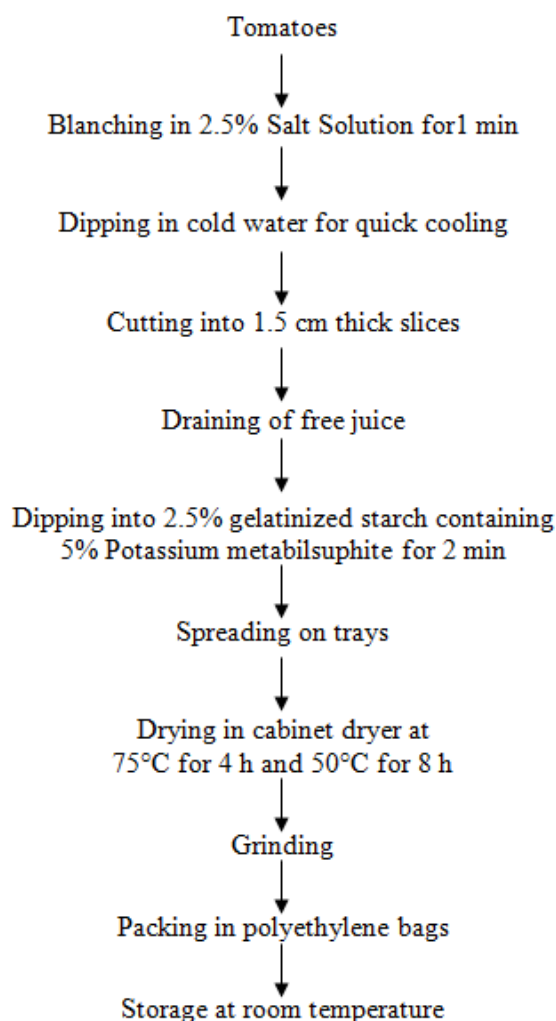 Tomatoes
Blanching in 2.5% Salt Solution for1 min
Dipping in cold water for quick cooling
Cutting into 1.5 cm thick slices
Draining of free juice
Dipping into 2.5% gelatinized starch containing
5% Potassium metabilsuphite for 2 min
Spreading on trays
Drying in cabinet dryer at
75°C for 4 h and 50°C for 8 h
Grinding
Packing in polyethylene bags
Storage at room temperature